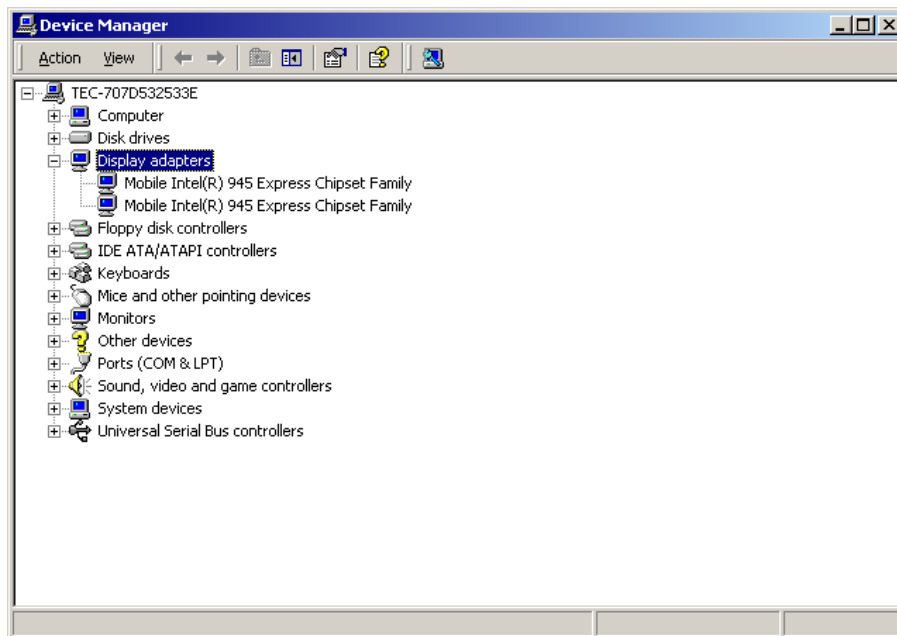 Device Manager
Action View
TEC-707D532533E
Computer
Disk drives
Display adapters
Mobile Intel(R) 945 Express Chipset Family
Mobile Intel(R) 945 Express Chipset Family
Floppy disk controllers
IDE ATA/ATAPI controllers
Keyboards
Mice and other pointing devices
Monitors
Other devices
Ports (COM & LPT)
Sound, video and game controllers
System devices
Universal Serial Bus controllers